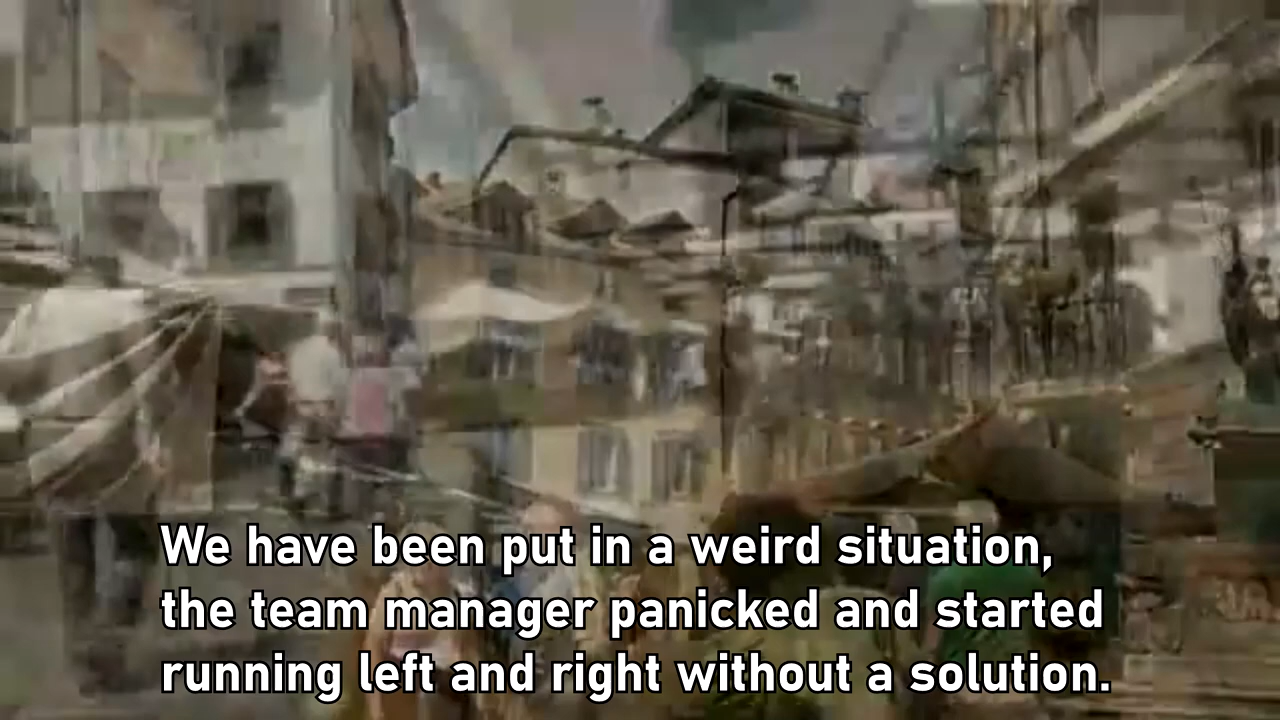 We have been put in a weird situation,
the team manager panicked and started
running left and right without a solution.